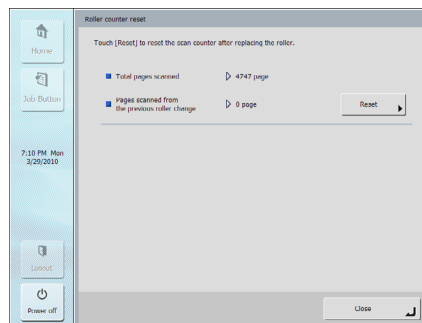 Roller counter reset
Home
Touch [Reset] to reset the scan counter after replacing the roller.
Total pages scanned
4747 page
Job Button
Pages scanned from
the previous roller change
0 page
Reset
7:10 PM Mon
3/29/2010
Logout
Power off
Close